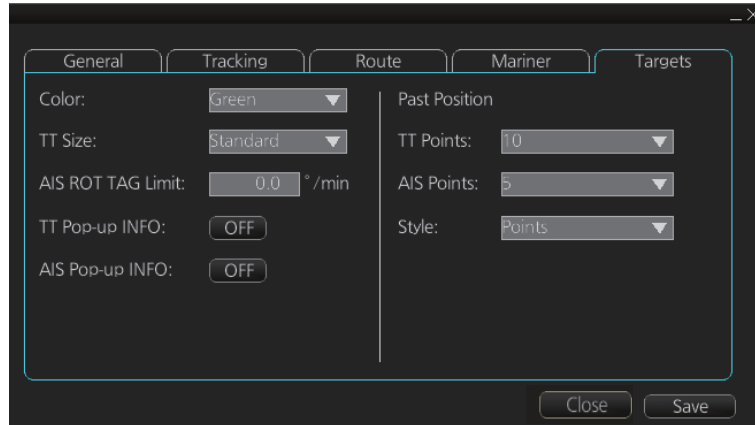 General Tracking Route Mariner Targets
Color: Green
TT Size: Standard
AIS ROT TAG Limit: 0.0 °/min
TT Pop-up INFO: OFF
AIS Pop-up INFO: OFF
Past Position
TT Points: 10
AIS Points: 5
Style: Points
Close Save